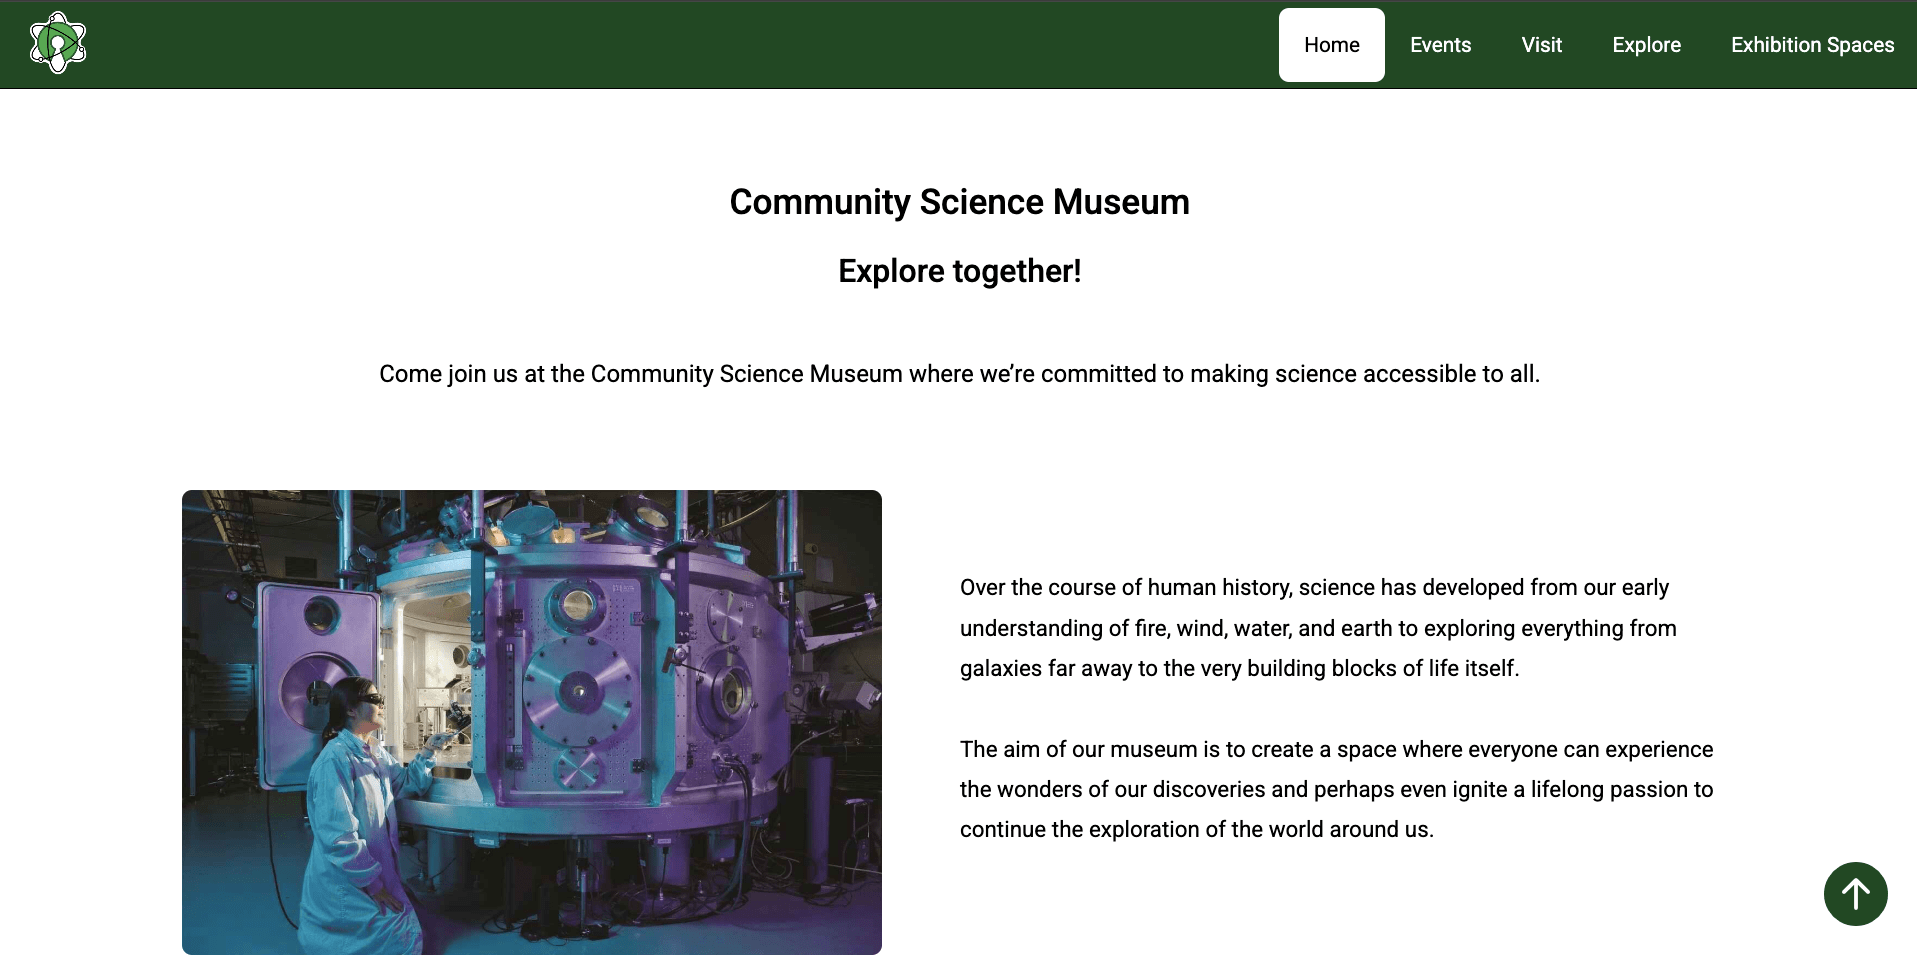 Home Events Visit Explore Exhibition Spaces
Community Science Museum
Explore together!
Come join us at the Community Science Museum where we’re committed to making science accessible to all.
Over the course of human history, science has developed from our early
understanding of fire, wind, water, and earth to exploring everything from
galaxies far away to the very building blocks of life itself.
The aim of our museum is to create a space where everyone can experience
the wonders of our discoveries and perhaps even ignite a lifelong passion to
continue the exploration of the world around us.